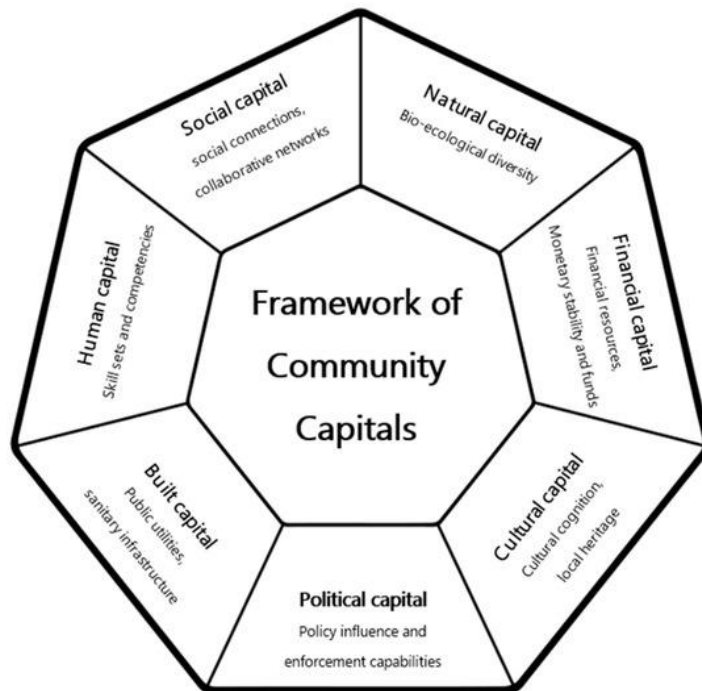 Framework of
Community
Capitals
Social capital
social connections,
collaborative networks
Natural capital
Bio-ecological diversity
Financial capital
Financial resources,
Monetary stability and funds
Cultural capital
Cultural cognition,
local heritage
Political capital
Policy influence and
enforcement capabilities
Built capital
Public utilities,
sanitary infrastructure
Human capital
Skill sets and competencies